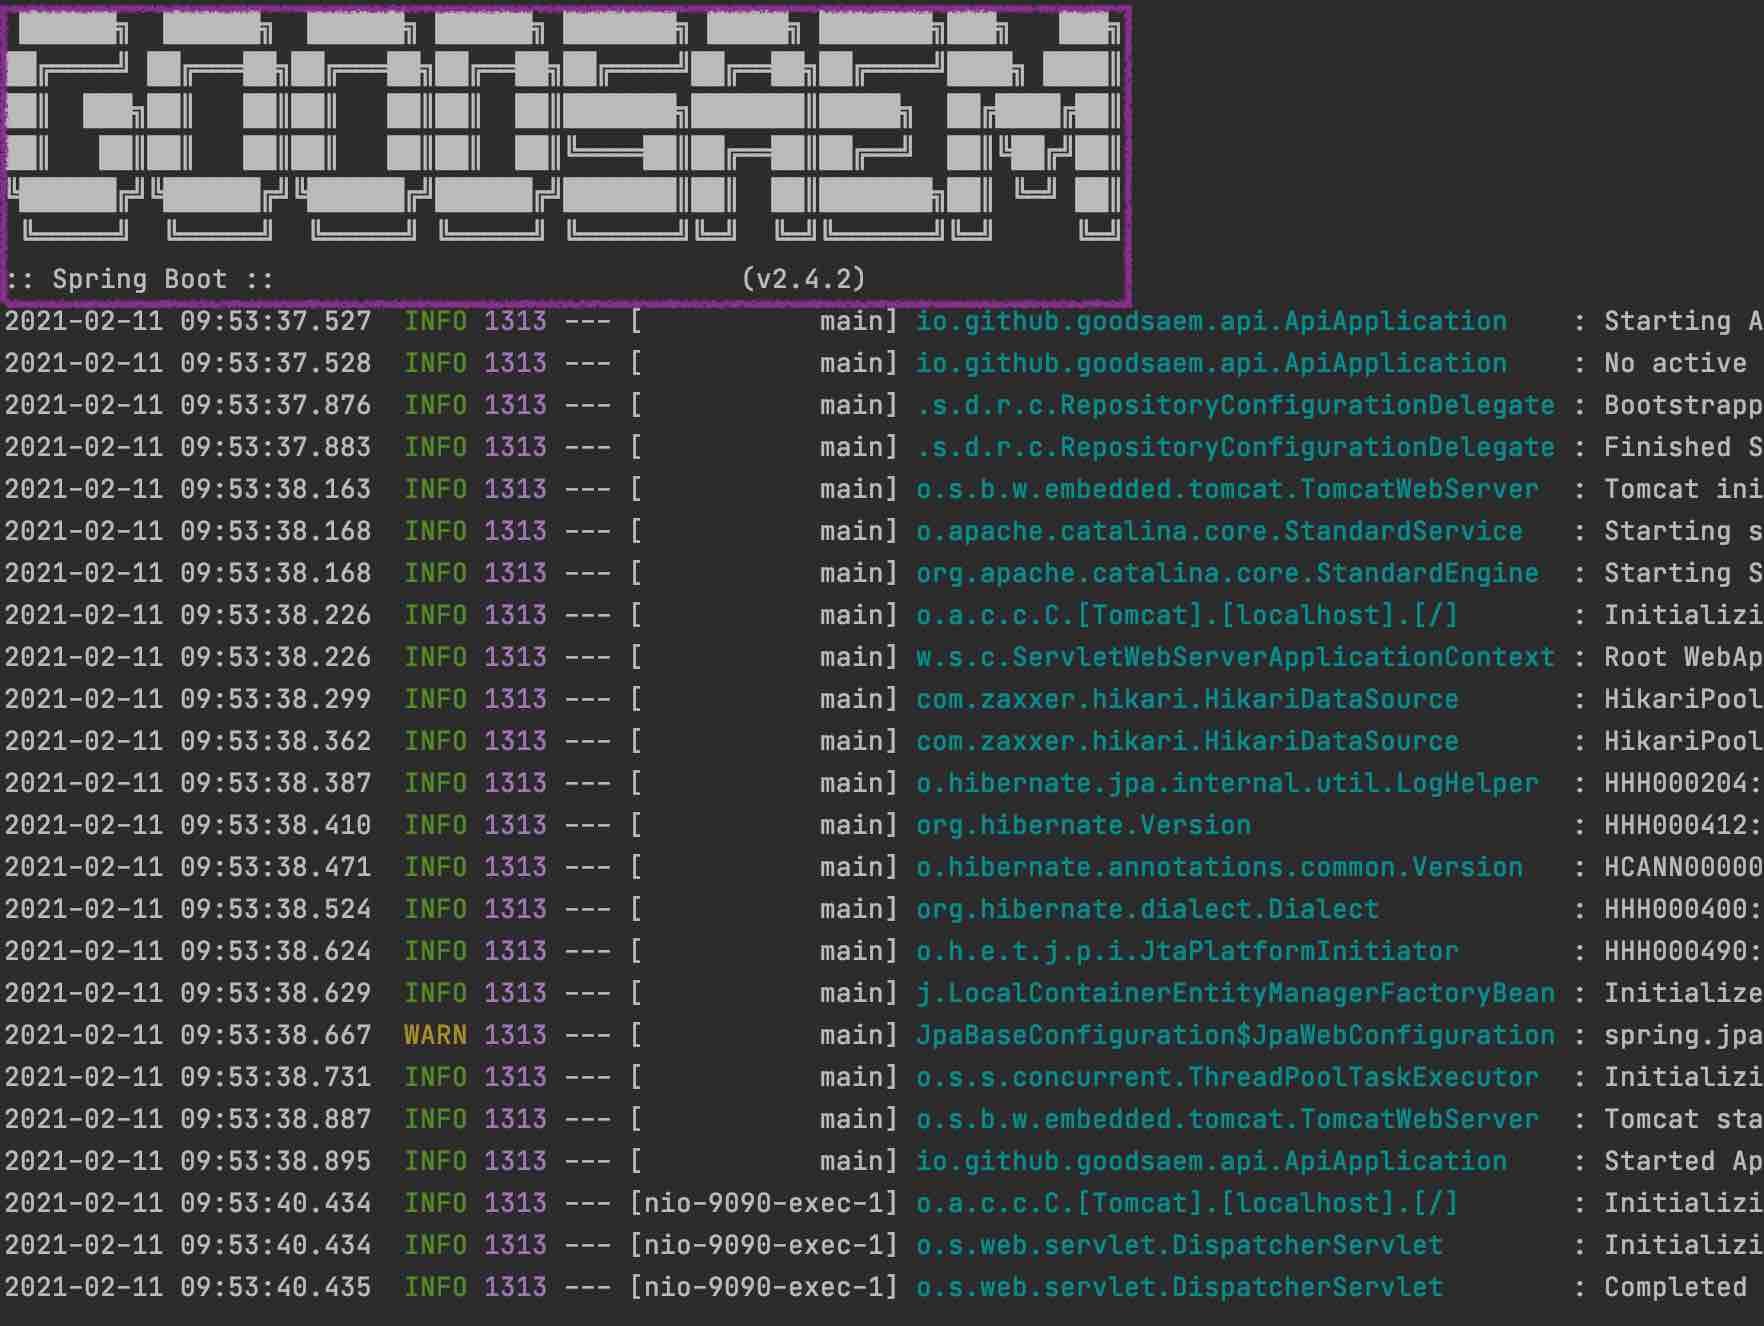 GOODSAEM
:: Spring Boot ::                (v2.4.2)
2021-02-11 09:53:37.527  INFO 1313 --- [           main] io.github.goodsaem.api.ApiApplication    : Starting A
2021-02-11 09:53:37.528  INFO 1313 --- [           main] io.github.goodsaem.api.ApiApplication    : No active
2021-02-11 09:53:37.876  INFO 1313 --- [           main] .s.d.r.c.RepositoryConfigurationDelegate : Bootstrapp
2021-02-11 09:53:37.883  INFO 1313 --- [           main] .s.d.r.c.RepositoryConfigurationDelegate : Finished S
2021-02-11 09:53:38.163  INFO 1313 --- [           main] o.s.b.w.embedded.tomcat.TomcatWebServer  : Tomcat ini
2021-02-11 09:53:38.168  INFO 1313 --- [           main] o.apache.catalina.core.StandardService   : Starting s
2021-02-11 09:53:38.168  INFO 1313 --- [           main] org.apache.catalina.core.StandardEngine  : Starting S
2021-02-11 09:53:38.226  INFO 1313 --- [           main] o.a.c.c.C.[Tomcat].[localhost].[/]       : Initializi
2021-02-11 09:53:38.226  INFO 1313 --- [           main] w.s.c.ServletWebServerApplicationContext : Root WebAp
2021-02-11 09:53:38.299  INFO 1313 --- [           main] com.zaxxer.hikari.HikariDataSource       : HikariPool
2021-02-11 09:53:38.362  INFO 1313 --- [           main] com.zaxxer.hikari.HikariDataSource       : HikariPool
2021-02-11 09:53:38.387  INFO 1313 --- [           main] o.hibernate.jpa.internal.util.LogHelper  : HHH000204:
2021-02-11 09:53:38.410  INFO 1313 --- [           main] org.hibernate.Version                    : HHH000412:
2021-02-11 09:53:38.471  INFO 1313 --- [           main] o.hibernate.annotations.common.Version   : HCANN00000
2021-02-11 09:53:38.524  INFO 1313 --- [           main] org.hibernate.dialect.Dialect            : HHH000400:
2021-02-11 09:53:38.624  INFO 1313 --- [           main] o.h.e.t.j.p.i.JtaPlatformInitiator       : HHH000490:
2021-02-11 09:53:38.629  INFO 1313 --- [           main] j.LocalContainerEntityManagerFactoryBean : Initialize
2021-02-11 09:53:38.667  WARN 1313 --- [           main] JpaBaseConfiguration$JpaWebConfiguration : spring.jpa
2021-02-11 09:53:38.731  INFO 1313 --- [           main] o.s.s.concurrent.ThreadPoolTaskExecutor  : Initializi
2021-02-11 09:53:38.887  INFO 1313 --- [           main] o.s.b.w.embedded.tomcat.TomcatWebServer  : Tomcat sta
2021-02-11 09:53:38.895  INFO 1313 --- [           main] io.github.goodsaem.api.ApiApplication    : Started Ap
2021-02-11 09:53:40.434  INFO 1313 --- [nio-9090-exec-1] o.a.c.c.C.[Tomcat].[localhost].[/]       : Initializi
2021-02-11 09:53:40.434  INFO 1313 --- [nio-9090-exec-1] o.s.web.servlet.DispatcherServlet        : Initializi
2021-02-11 09:53:40.435  INFO 1313 --- [nio-9090-exec-1] o.s.web.servlet.DispatcherServlet        : Completed